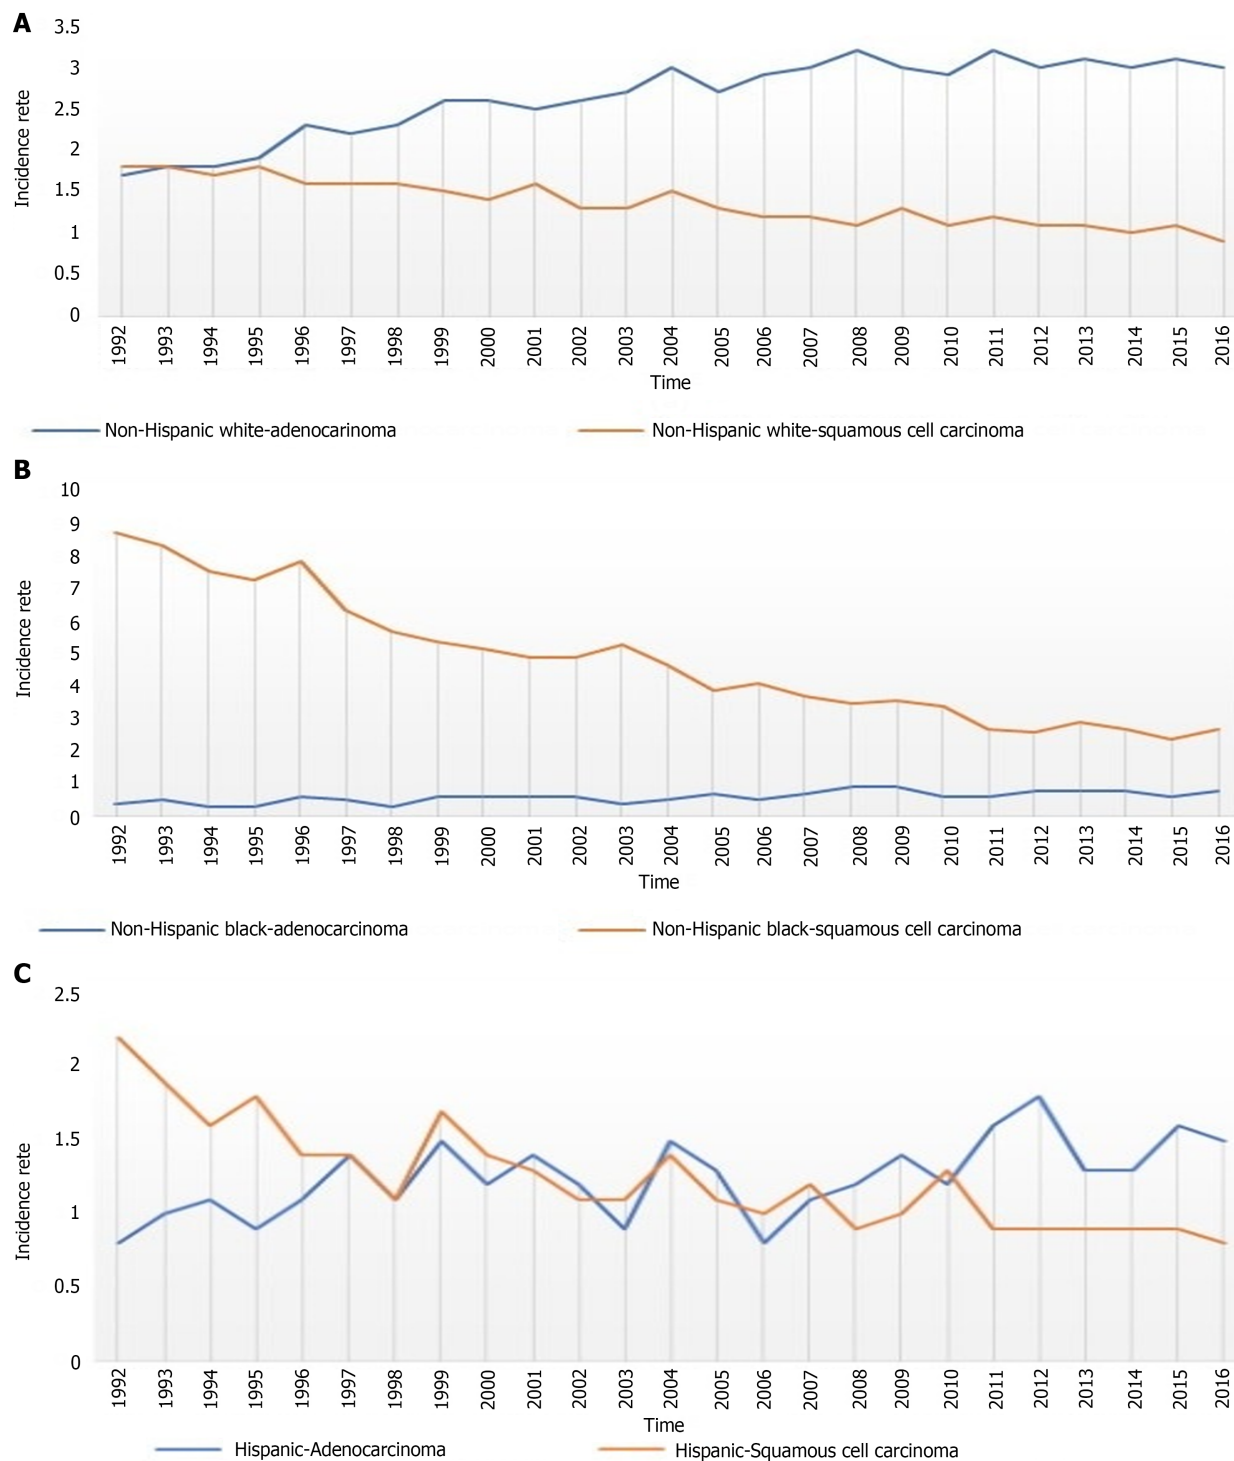 A
3.5
3
2.5
2
1.5
1
0.5
0
Incidence rete
1992 1993 1994 1995 1996 1997 1998 1999 2000 2001 2002 2003 2004 2005 2006 2007 2008 2009 2010 2011 2012 2013 2014 2015 2016
Time
Non-Hispanic white-adenocarinoma Non-Hispanic white-squamous cell carcinoma
B
10
9
8
7
6
5
4
3
2
1
0
Incidence rete
1992 1993 1994 1995 1996 1997 1998 1999 2000 2001 2002 2003 2004 2005 2006 2007 2008 2009 2010 2011 2012 2013 2014 2015 2016
Time
Non-Hispanic black-adenocarcinoma Non-Hispanic black-squamous cell carcinoma
C
2.5
2
1.5
1
0.5
0
Incidence rete
1992 1993 1994 1995 1996 1997 1998 1999 2000 2001 2002 2003 2004 2005 2006 2007 2008 2009 2010 2011 2012 2013 2014 2015 2016
Time
Hispanic-Adenocarcinoma Hispanic-Squamous cell carcinoma